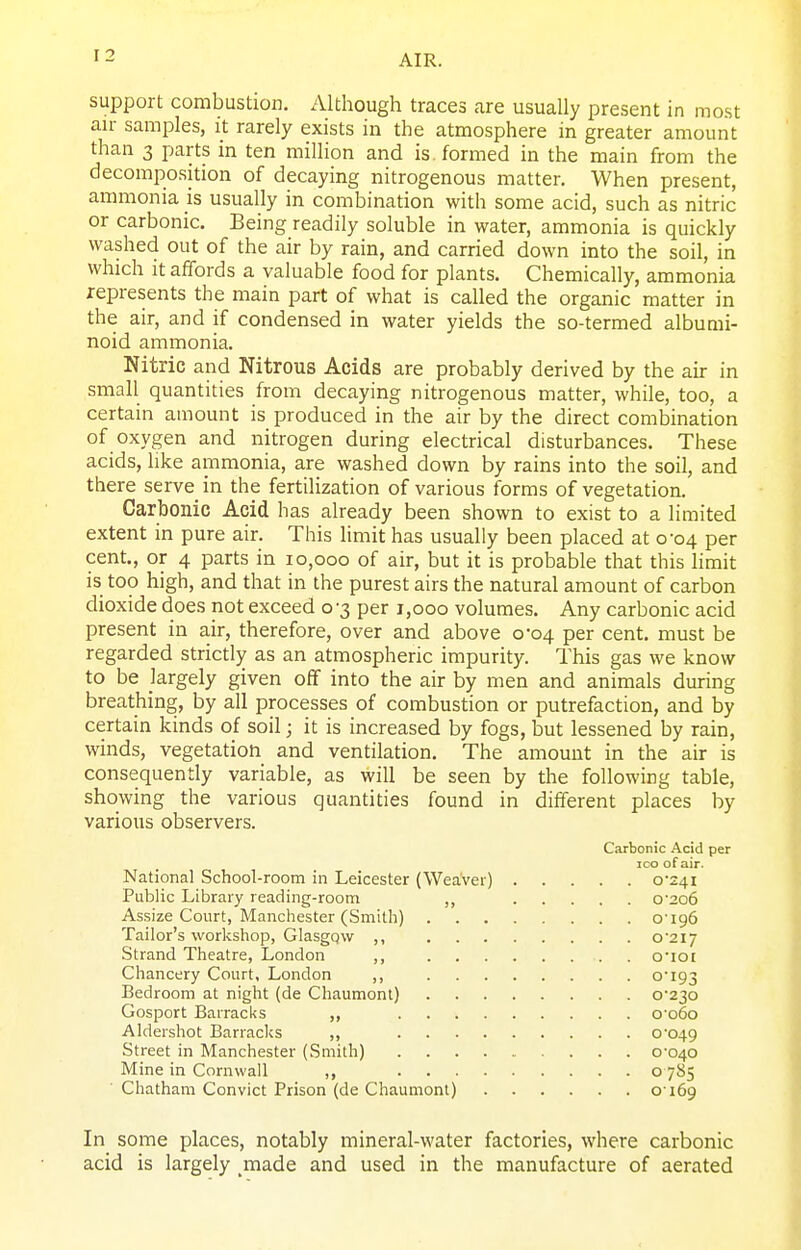 12
AIR.
support combustion. Although traces are usually present in most
air samples, it rarely exists in the atmosphere in greater amount
than 3 parts in ten million and is formed in the main from the
decomposition of decaying nitrogenous matter. When present,
ammonia is usually in combination with some acid, such as nitric
or carbonic. Being readily soluble in water, ammonia is quickly
washed out of the air by rain, and carried down into the soil, in
which it affords a valuable food for plants. Chemically, ammonia
represents the main part of what is called the organic matter in
the air, and if condensed in water yields the so-termed albumi-
noid ammonia.
Nitric and Nitrous Acids are probably derived by the air in
small quantities from decaying nitrogenous matter, while, too, a
certain amount is produced in the air by the direct combination
of oxygen and nitrogen during electrical disturbances. These
acids, like ammonia, are washed down by rains into the soil, and
there serve in the fertilization of various forms of vegetation.
Carbonic Acid has already been shown to exist to a limited
extent in pure air. This limit has usually been placed at 0·04 per
cent., or 4 parts in 10,000 of air, but it is probable that this limit
is too high, and that in the purest airs the natural amount of carbon
dioxide does not exceed 0·3 per 1,000 volumes. Any carbonic acid
present in air, therefore, over and above 0·04 per cent. must be
regarded strictly as an atmospheric impurity. This gas we know
to be largely given off into the air by men and animals during
breathing, by all processes of combustion or putrefaction, and by
certain kinds of soil; it is increased by fogs, but lessened by rain,
winds, vegetation and ventilation. The amount in the air is
consequently variable, as will be seen by the following table,
showing the various quantities found in different places by
various observers.
Carbonic Acid per
100 of air.
National School-room in Leicester (Weaver) . . . . . 0·241
Public Library reading-room ,, . . . . . 0·206
Assize Court, Manchester (Smith) . . . . . . . . . 0·196
Tailor's workshop, Glasgow ,, . . . . . . . . . 0·217
Strand Theatre, London ,, . . . . . . . . . 0·101
Chancery Court, London ,, . . . . . . . . . 0·193
Bedroom at night (de Chaumont) . . . . . . . . . 0·230
Gosport Barracks ,, . . . . . . . . . . 0·060
Aldershot Barracks ,, . . . . . . . . . . 0·049
Street in Manchester (Smith) . . . . . . . . . . 0·040
Mine in Cornwall ,, . . . . . . . . . . 0 785
Chatham Convict Prison (de Chaumont) . . . . . . 0·169
In some places, notably mineral-water factories, where carbonic
acid is largely made and used in the manufacture of aerated